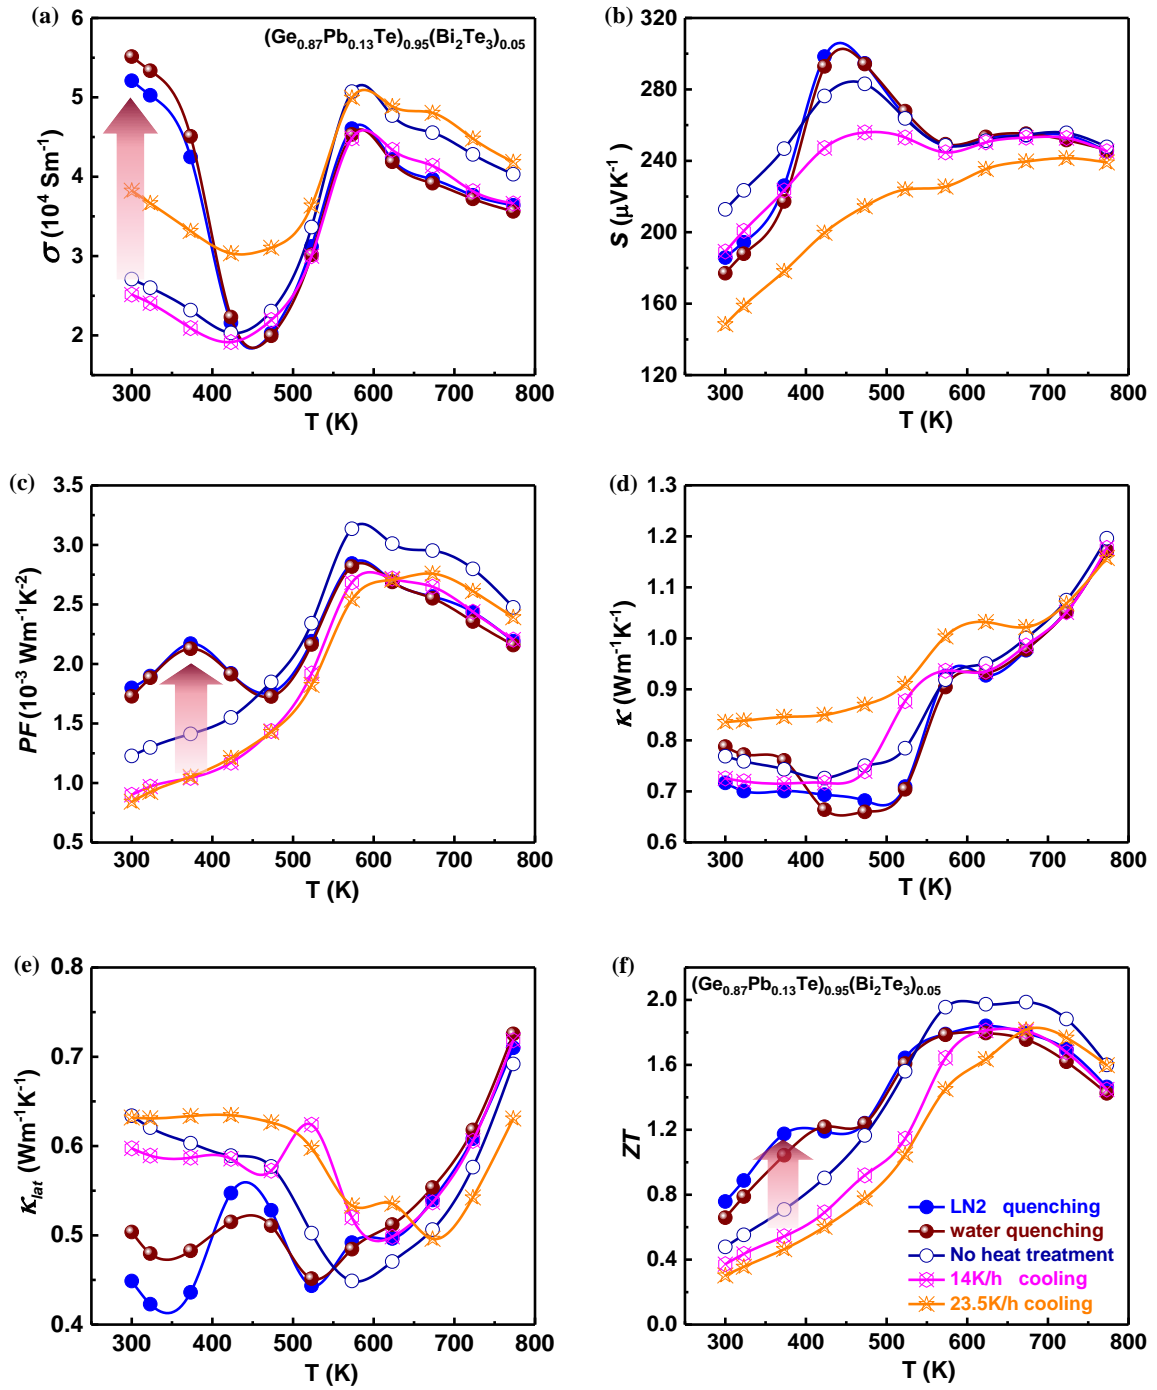 (a)
(Ge0.87Pb0.13Te)0.95(Bi2Te3)0.05
σ (10⁴ Sm⁻¹)
6
5
4
3
2
300 400 500 600 700 800
T (K)
(b)
S (μVK⁻¹)
320
280
240
200
160
120
300 400 500 600 700 800
T (K)
(c)
PF (10⁻³ Wm⁻¹K⁻²)
3.5
3.0
2.5
2.0
1.5
1.0
0.5
300 400 500 600 700 800
T (K)
(d)
κ (Wm⁻¹K⁻¹)
1.3
1.2
1.1
1.0
0.9
0.8
0.7
0.6
300 400 500 600 700 800
T (K)
(e)
κlat (Wm⁻¹K⁻¹)
0.8
0.7
0.6
0.5
0.4
300 400 500 600 700 800
T (K)
(f)
(Ge0.87Pb0.13Te)0.95(Bi2Te3)0.05
ZT
2.0
1.6
1.2
0.8
0.4
0.0
LN2 quenching
water quenching
No heat treatment
14K/h cooling
23.5K/h cooling
300 400 500 600 700 800
T (K)